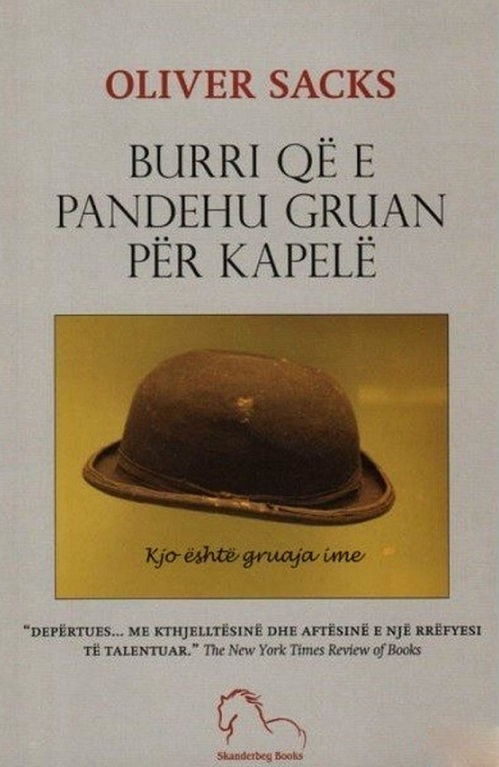 OLIVER SACKS
BURRI QË E
PANDEHU GRUAN
PËR KAPELË
Kjo është gruaja ime
“DEPËRTUES... ME KTHJELLTËSINË DHE AFTËSINË E NJË RRËFYESI
TË TALENTUAR.” The New York Times Review of Books
Skanderbeg Books